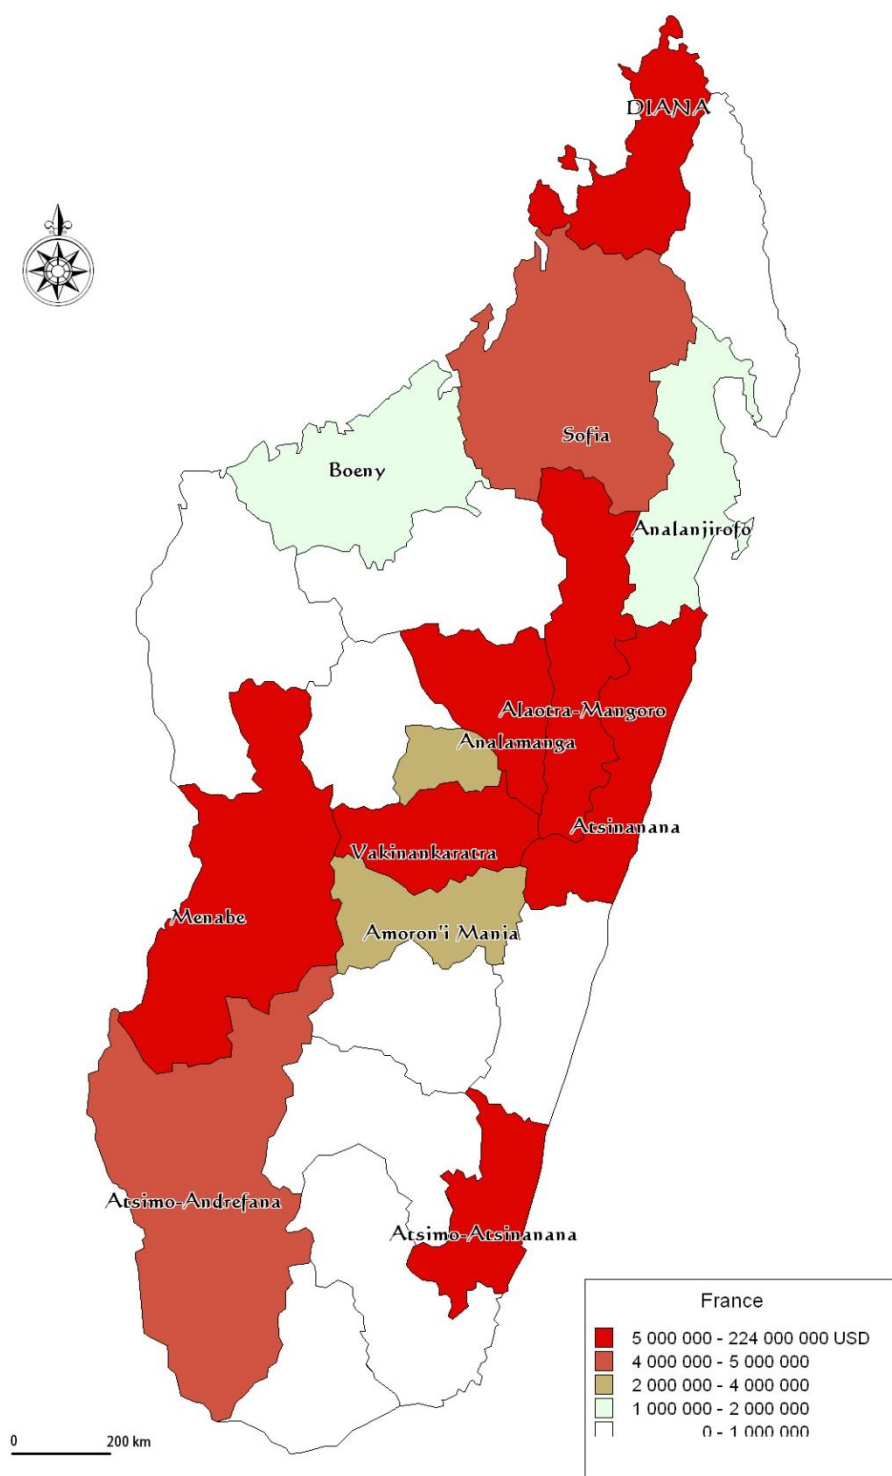 DIANA
Sofia
Boeny
Analanjirofo
Alaotra-Mangoro
Analamanga
Atsinanana
Vakinankaratra
Menabe
Amoron'i Mania
Atsimo-Andrefana
Atsimo-Atsinanana
France
5 000 000 - 224 000 000 USD
4 000 000 - 5 000 000
2 000 000 - 4 000 000
1 000 000 - 2 000 000
0 - 1 000 000
0 200 km